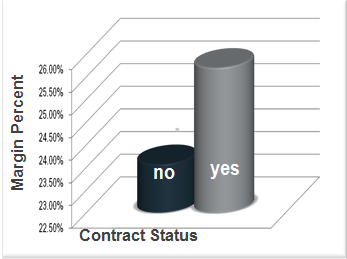 Margin Percent
26.00%
25.50%
25.00%
24.50%
24.00%
23.50%
23.00%
22.50%
no
yes
Contract Status